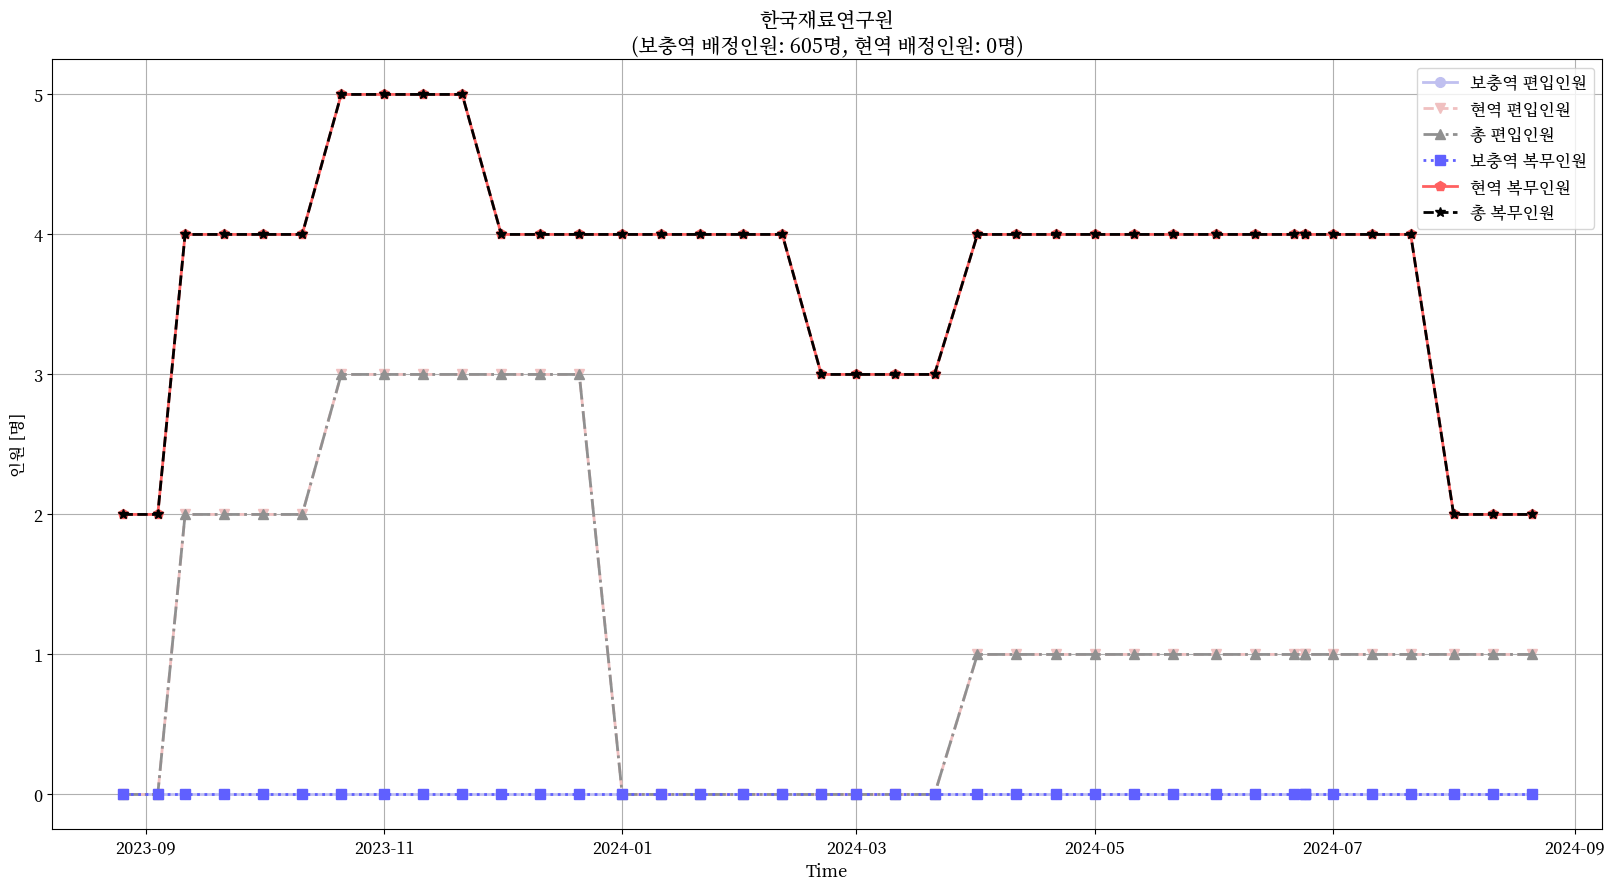 한국재료연구원
(보충역 배정인원: 605명, 현역 배정인원: 0명)
보충역 편입인원
현역 편입인원
총 편입인원
보충역 복무인원
현역 복무인원
총 복무인원
인원 [명]
5
4
3
2
1
0
2023-09
2023-11
2024-01
2024-03
2024-05
2024-07
2024-09
Time